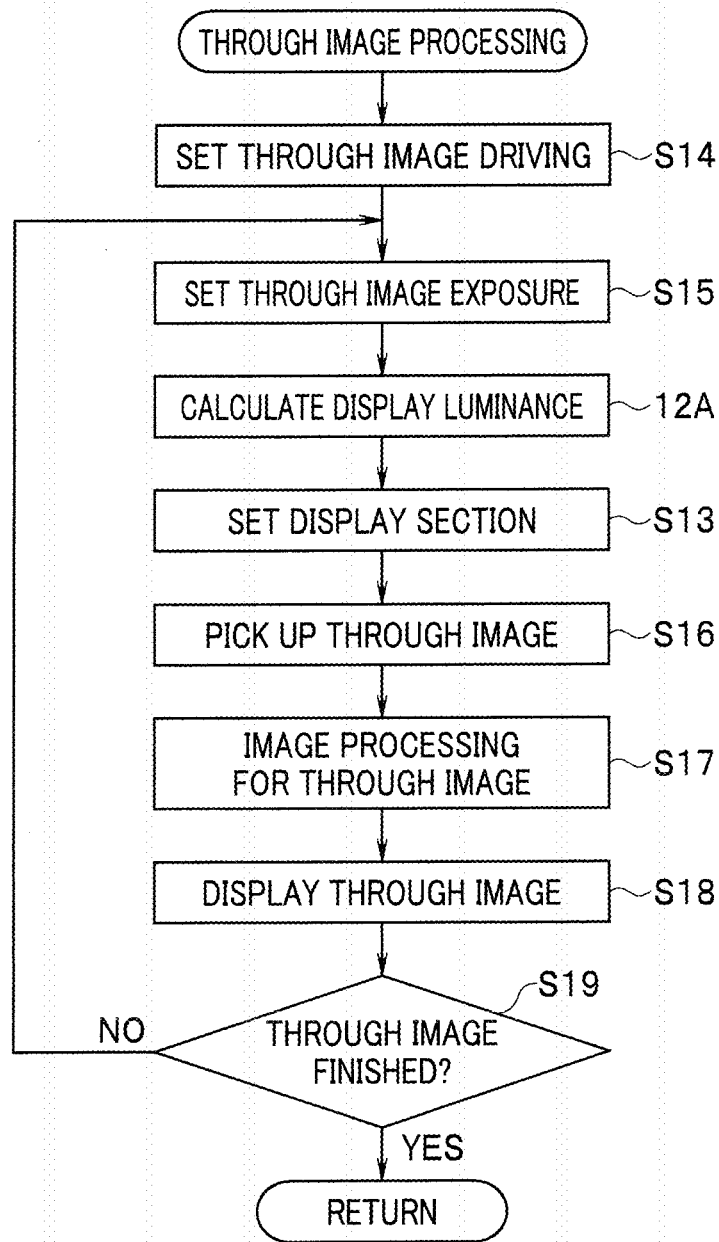 THROUGH IMAGE PROCESSING
SET THROUGH IMAGE DRIVING S14
SET THROUGH IMAGE EXPOSURE S15
CALCULATE DISPLAY LUMINANCE 12A
SET DISPLAY SECTION S13
PICK UP THROUGH IMAGE S16
IMAGE PROCESSING
FOR THROUGH IMAGE S17
DISPLAY THROUGH IMAGE S18
S19
NO
THROUGH IMAGE
FINISHED?
YES
RETURN